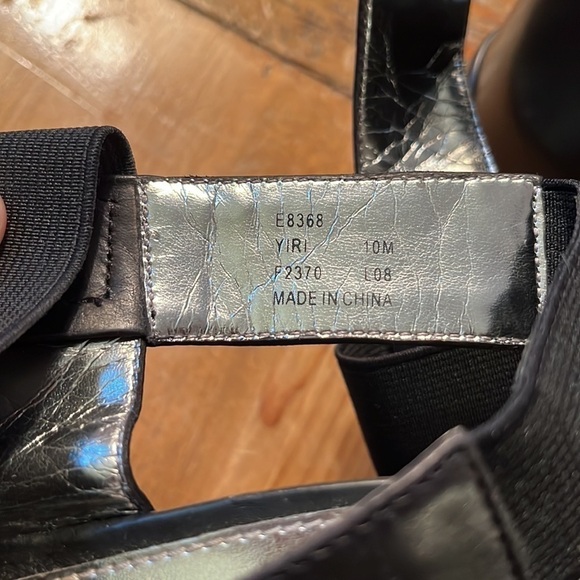 E8368
YIRI 10M
F2370 L08
MADE IN CHINA